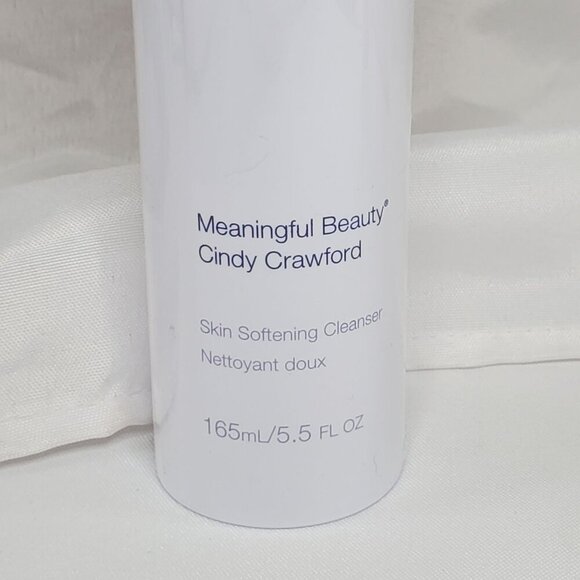 Meaningful Beauty®
Cindy Crawford
Skin Softening Cleanser
Nettoyant doux
165mL/5.5 FL OZ